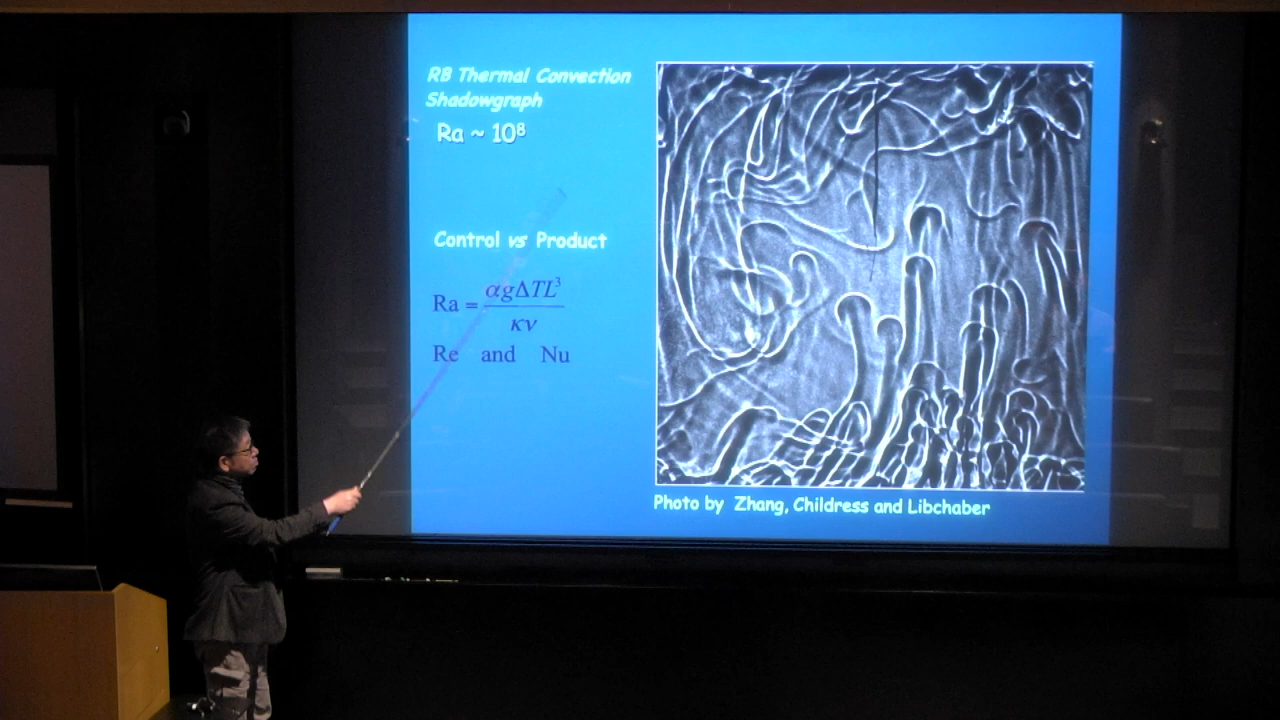 RB Thermal Convection
Shadowgraph
Ra ~ 10⁸
Control vs Product
Ra = αgΔTL³ / κν
Re and Nu
Photo by Zhang, Childress and Libchaber